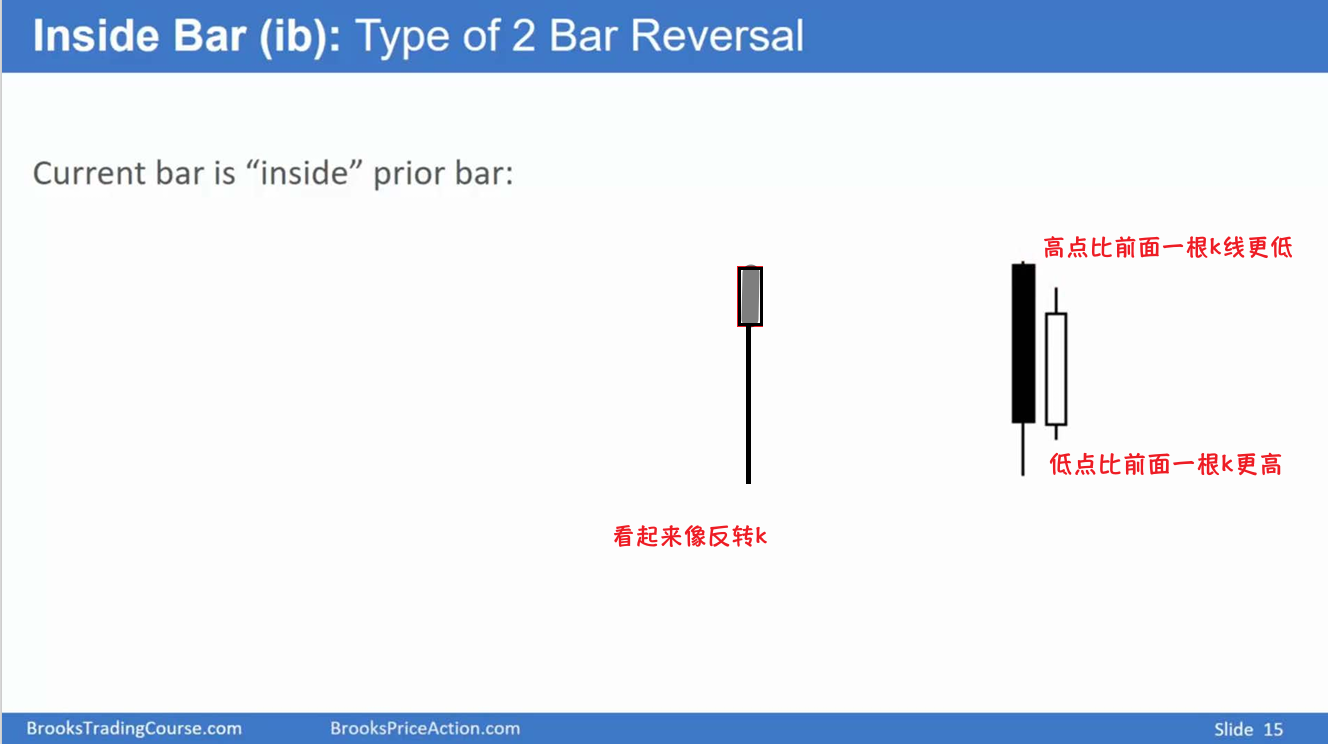 Inside Bar (ib): Type of 2 Bar Reversal
Current bar is “inside” prior bar:
高点比前面一根k线更低
低点比前面一根k更高
看起来像反转k
BrooksTradingCourse.com
BrooksPriceAction.com
Slide 15